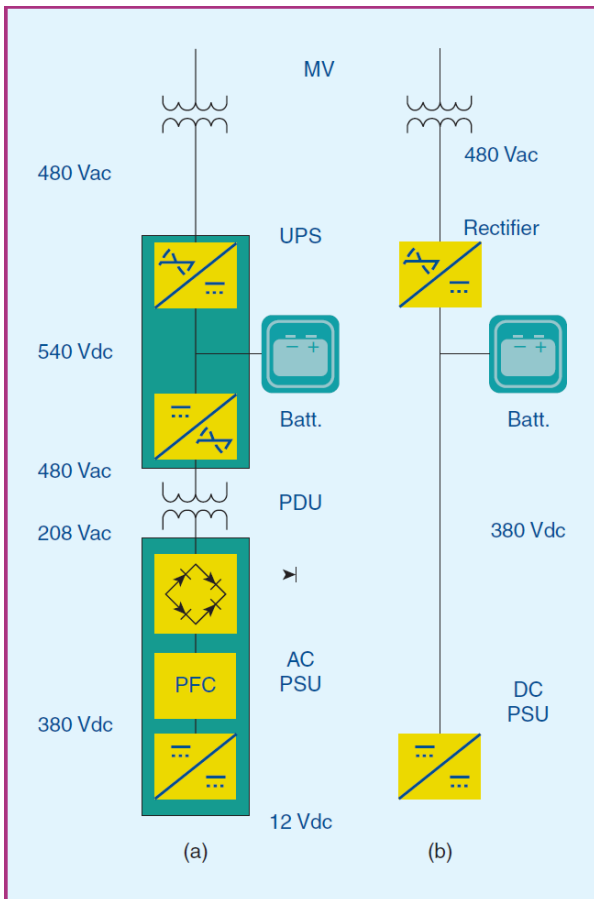 MV
480 Vac
480 Vac
UPS
Rectifier
540 Vdc
− +
− +
Batt.
Batt.
480 Vac
PDU
208 Vac
380 Vdc
AC
PSU
PFC
DC
PSU
380 Vdc
12 Vdc
(a)
(b)